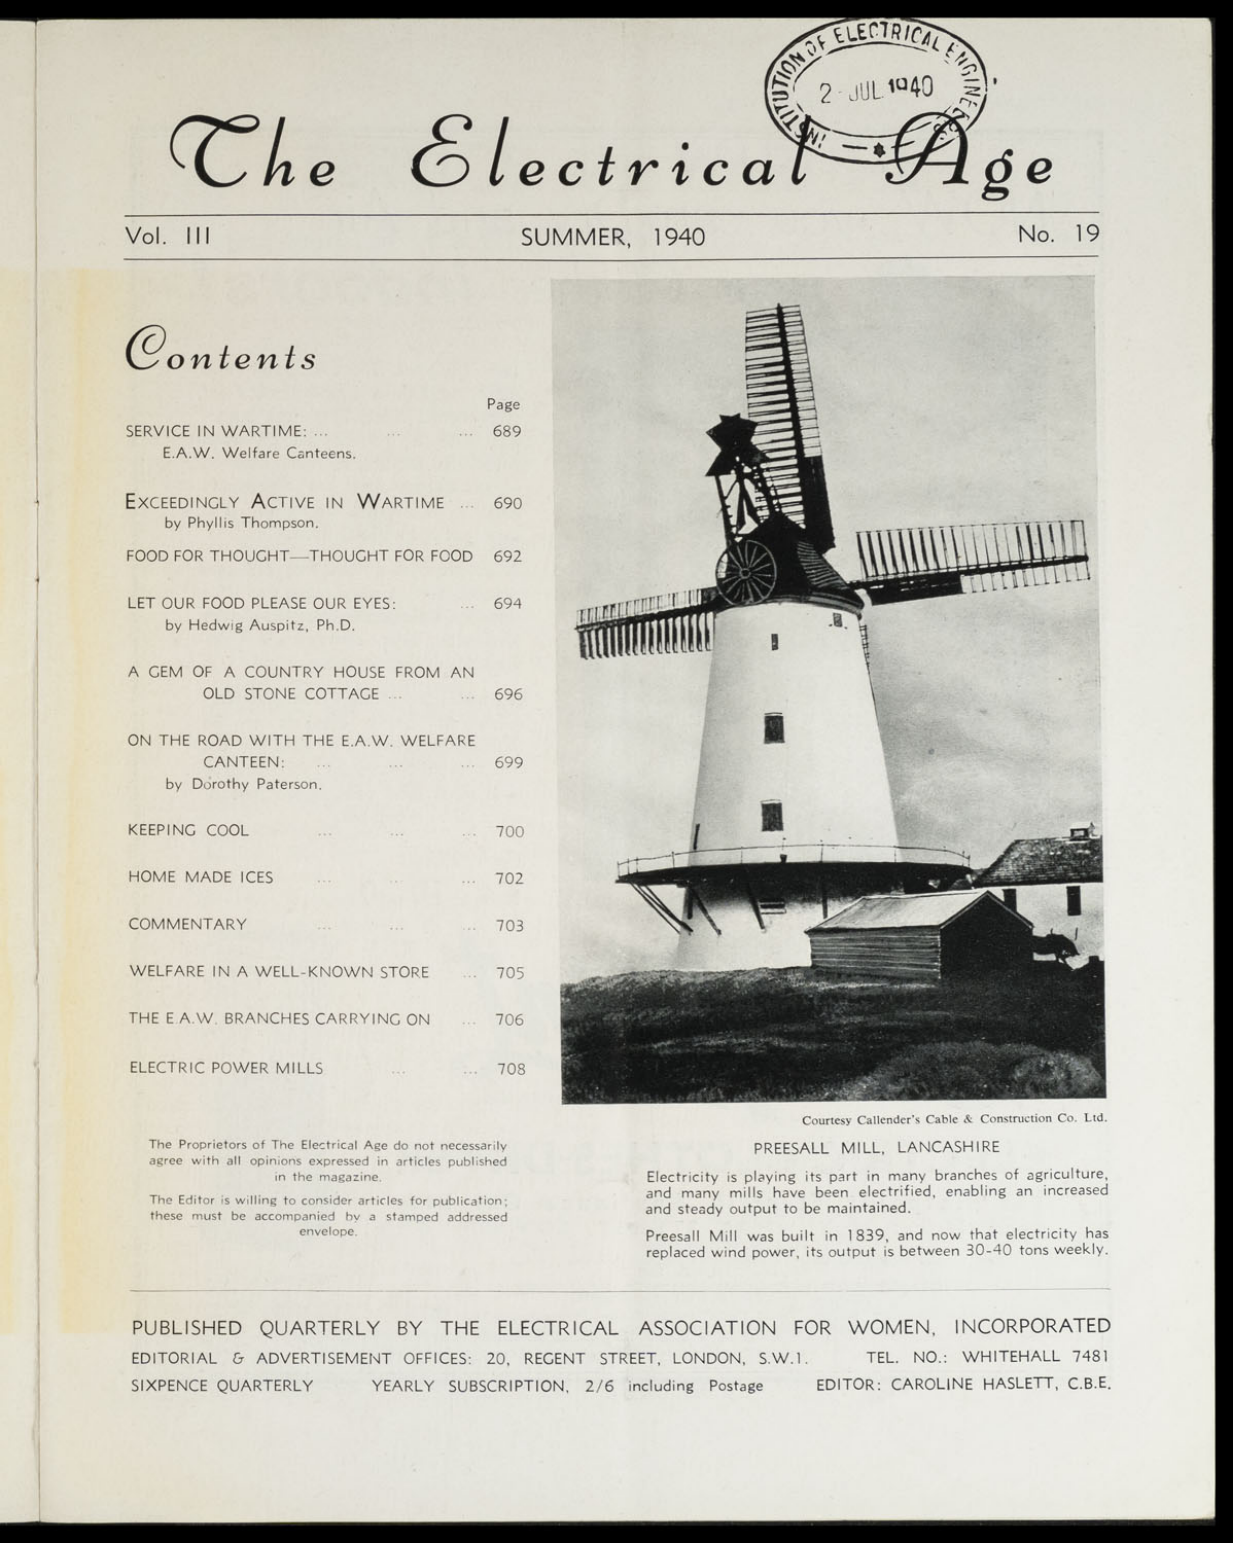 INSTITUTION OF ELECTRICAL ENGINEERS
2 - JUL 1940
The Electrical Age
Vol. III SUMMER, 1940 No. 19
Contents
Page
SERVICE IN WARTIME: ... ... ... 689
E.A.W. Welfare Canteens.
EXCEEDINGLY ACTIVE IN WARTIME ... 690
by Phyllis Thompson.
FOOD FOR THOUGHT—THOUGHT FOR FOOD 692
LET OUR FOOD PLEASE OUR EYES: ... 694
by Hedwig Auspitz, Ph.D.
A GEM OF A COUNTRY HOUSE FROM AN
OLD STONE COTTAGE ... ... 696
ON THE ROAD WITH THE E.A.W. WELFARE
CANTEEN: ... ... ... 699
by Dorothy Paterson.
KEEPING COOL ... ... ... 700
HOME MADE ICES ... ... ... 702
COMMENTARY ... ... ... 703
WELFARE IN A WELL-KNOWN STORE ... 705
THE E.A.W. BRANCHES CARRYING ON ... 706
ELECTRIC POWER MILLS ... ... 708
The Proprietors of The Electrical Age do not necessarily
agree with all opinions expressed in articles published
in the magazine.
The Editor is willing to consider articles for publication;
these must be accompanied by a stamped addressed
envelope.
Courtesy Callender's Cable & Construction Co. Ltd.
PREESALL MILL, LANCASHIRE
Electricity is playing its part in many branches of agriculture,
and many mills have been electrified, enabling an increased
and steady output to be maintained.
Preesall Mill was built in 1839, and now that electricity has
replaced wind power, its output is between 30-40 tons weekly.
PUBLISHED QUARTERLY BY THE ELECTRICAL ASSOCIATION FOR WOMEN, INCORPORATED
EDITORIAL & ADVERTISEMENT OFFICES: 20, REGENT STREET, LONDON, S.W.1. TEL. NO.: WHITEHALL 7481
SIXPENCE QUARTERLY YEARLY SUBSCRIPTION, 2/6 including Postage EDITOR: CAROLINE HASLETT, C.B.E.